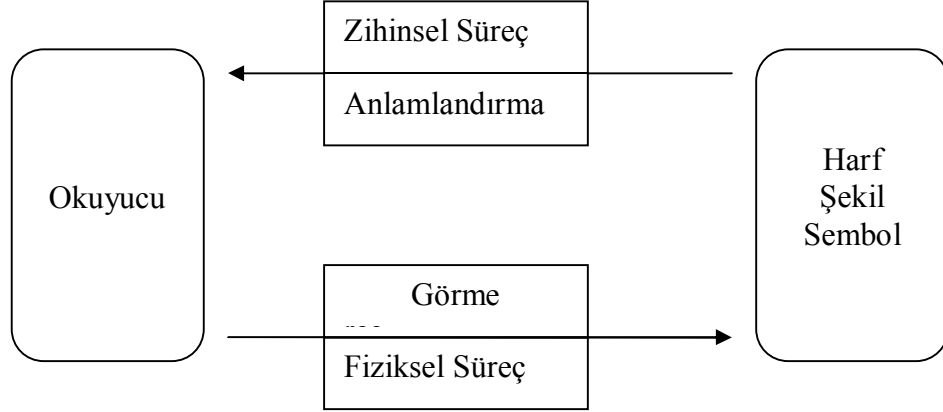 Zihinsel Süreç
Anlamlandırma
Okuyucu
Harf
Şekil
Sembol
Görme
Fiziksel Süreç